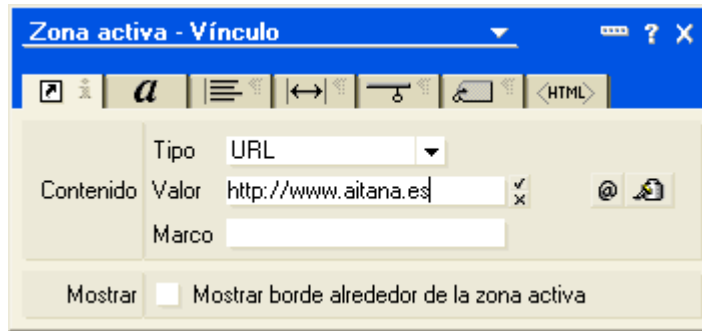 Zona activa - Vínculo
? X
i a <HTML>
Tipo URL
Contenido Valor http://www.aitana.es @
Marco
Mostrar Mostrar borde alrededor de la zona activa